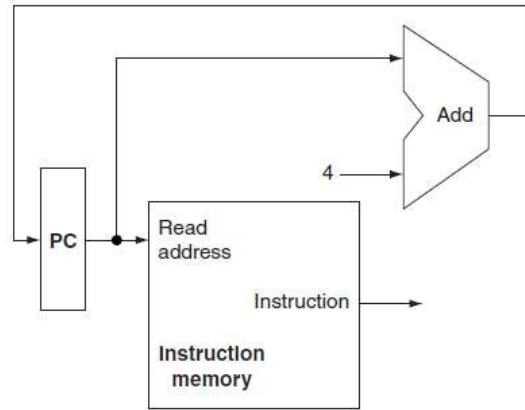 Add
4
PC
Read
address
Instruction
Instruction
memory